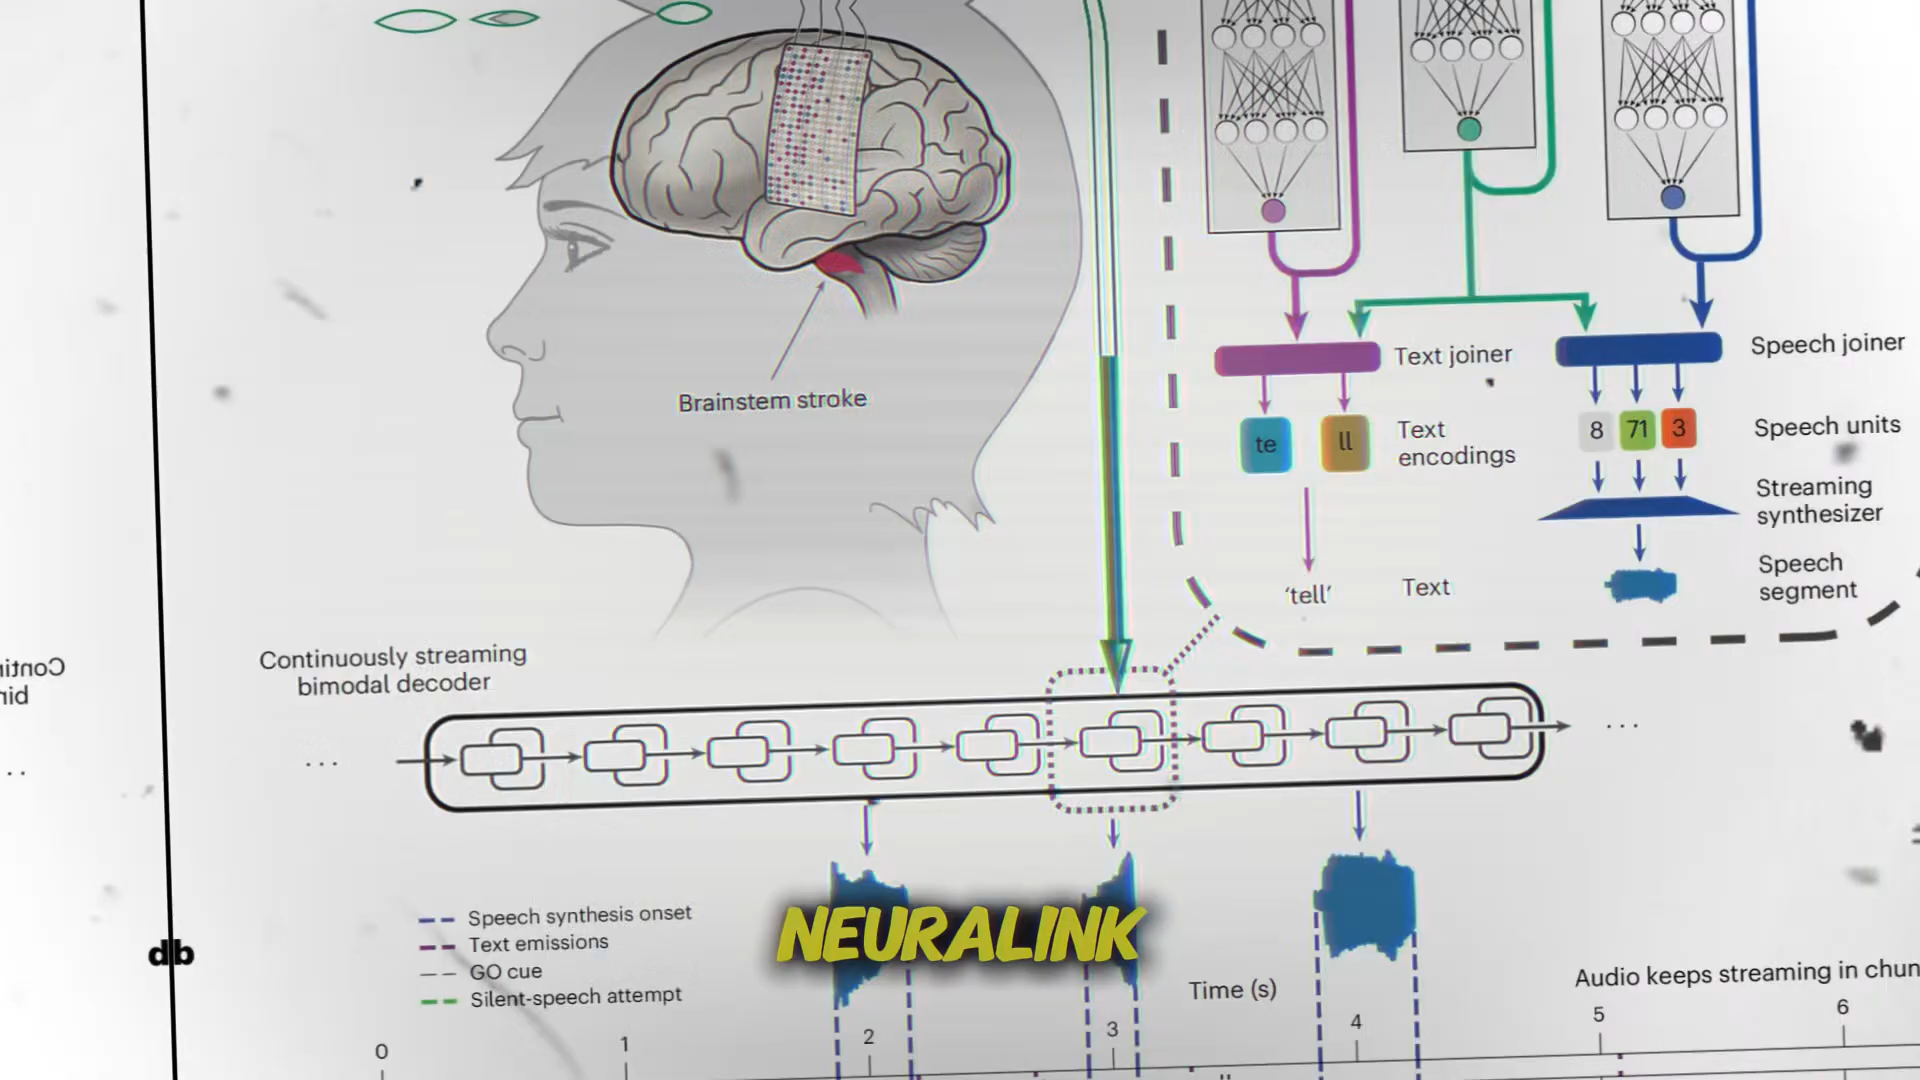 Brainstem stroke
Text joiner
Speech joiner
te
ll
Text
encodings
8
71
3
Speech units
Streaming
synthesizer
'tell'
Text
Speech
segment
Continuously streaming
bimodal decoder
...
...
Speech synthesis onset
Text emissions
GO cue
Silent-speech attempt
NEURALINK
Time (s)
Audio keeps streaming in chun
0
1
2
3
4
5
6